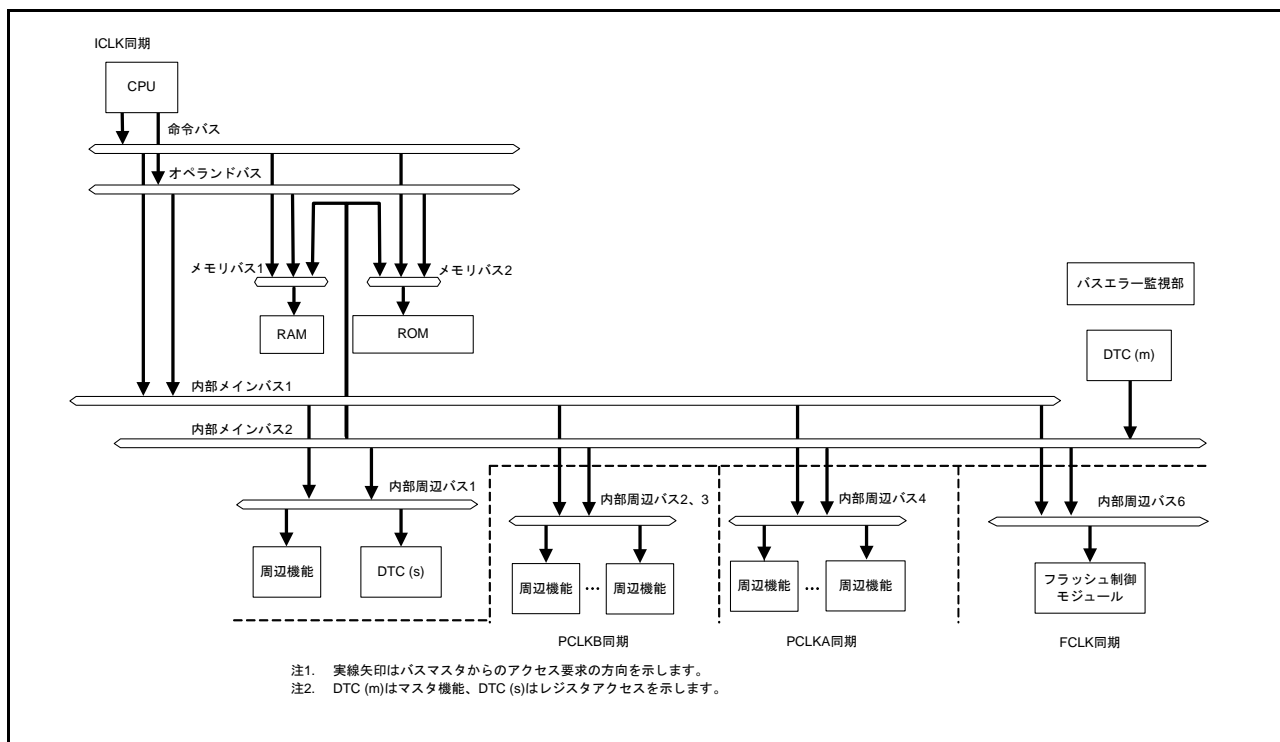 ICLK同期
CPU
命令バス
オペランドバス
メモリバス1
メモリバス2
RAM
ROM
バスエラー監視部
DTC (m)
内部メインバス1
内部メインバス2
内部周辺バス1
内部周辺バス2、3
内部周辺バス4
内部周辺バス6
周辺機能
DTC (s)
周辺機能
…
周辺機能
周辺機能
…
周辺機能
フラッシュ制御
モジュール
PCLKB同期
PCLKA同期
FCLK同期
注1. 実線矢印はバスマスタからのアクセス要求の方向を示します。
注2. DTC (m)はマスタ機能、DTC (s)はレジスタアクセスを示します。